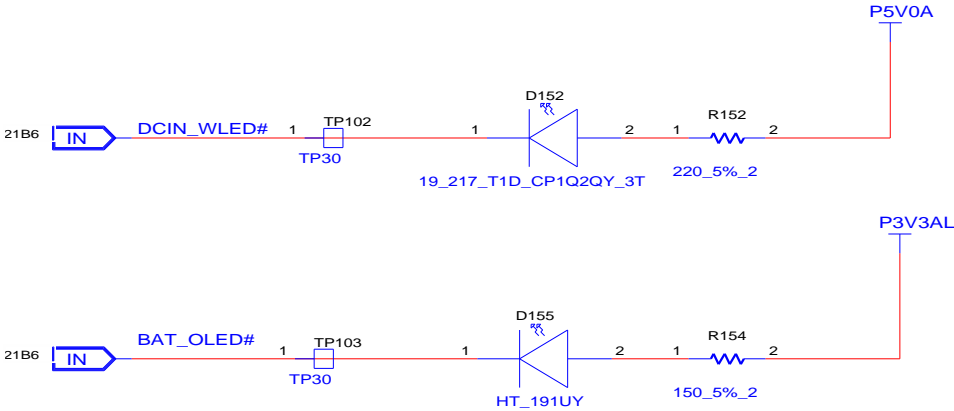 P5V0A
D152
21B6
IN
DCIN_WLED#
1
TP102
1
2
1
R152
2
TP30
19_217_T1D_CP1Q2QY_3T
220_5%_2
P3V3AL
D155
21B6
IN
BAT_OLED#
1
TP103
1
2
1
R154
2
TP30
HT_191UY
150_5%_2